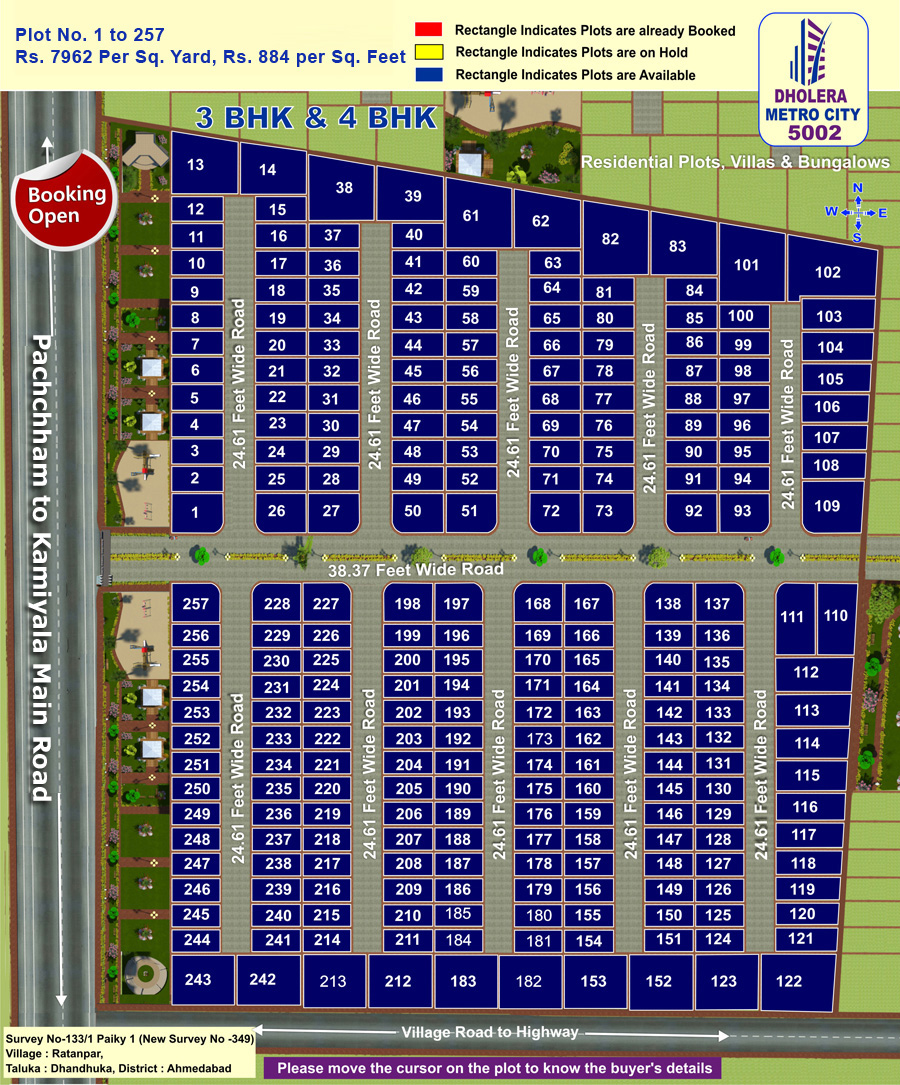 Plot No. 1 to 257
Rs. 7962 Per Sq. Yard, Rs. 884 per Sq. Feet
Rectangle Indicates Plots are already Booked
Rectangle Indicates Plots are on Hold
Rectangle Indicates Plots are Available
DHOLERA
METRO CITY
5002
3 BHK & 4 BHK
Residential Plots, Villas & Bungalows
Booking
Open
N
W E
S
13 14 38 39 61 62 82 83 101 102
12 15
11 16 37 40
10 17 36 41 60 63
9 18 35 42 59 64 81 84
8 19 34 43 58 65 80 85 100 103
7 20 33 44 57 66 79 86 99 104
6 21 32 45 56 67 78 87 98 105
5 22 31 46 55 68 77 88 97 106
4 23 30 47 54 69 76 89 96 107
3 24 29 48 53 70 75 90 95 108
2 25 28 49 52 71 74 91 94
1 26 27 50 51 72 73 92 93 109
24.61 Feet Wide Road
24.61 Feet Wide Road
24.61 Feet Wide Road
24.61 Feet Wide Road
24.61 Feet Wide Road
Pachchham to Kamiyala Main Road
38.37 Feet Wide Road
257 228 227 198 197 168 167 138 137 111 110
256 229 226 199 196 169 166 139 136
255 230 225 200 195 170 165 140 135 112
254 231 224 201 194 171 164 141 134
253 232 223 202 193 172 163 142 133 113
252 233 222 203 192 173 162 143 132 114
251 234 221 204 191 174 161 144 131 115
250 235 220 205 190 175 160 145 130
249 236 219 206 189 176 159 146 129 116
248 237 218 207 188 177 158 147 128 117
247 238 217 208 187 178 157 148 127 118
246 239 216 209 186 179 156 149 126 119
245 240 215 210 185 180 155 150 125 120
244 241 214 211 184 181 154 151 124 121
243 242 213 212 183 182 153 152 123 122
24.61 Feet Wide Road
24.61 Feet Wide Road
24.61 Feet Wide Road
24.61 Feet Wide Road
24.61 Feet Wide Road
Village Road to Highway
Survey No-133/1 Paiky 1 (New Survey No -349)
Village : Ratanpar,
Taluka : Dhandhuka, District : Ahmedabad
Please move the cursor on the plot to know the buyer's details